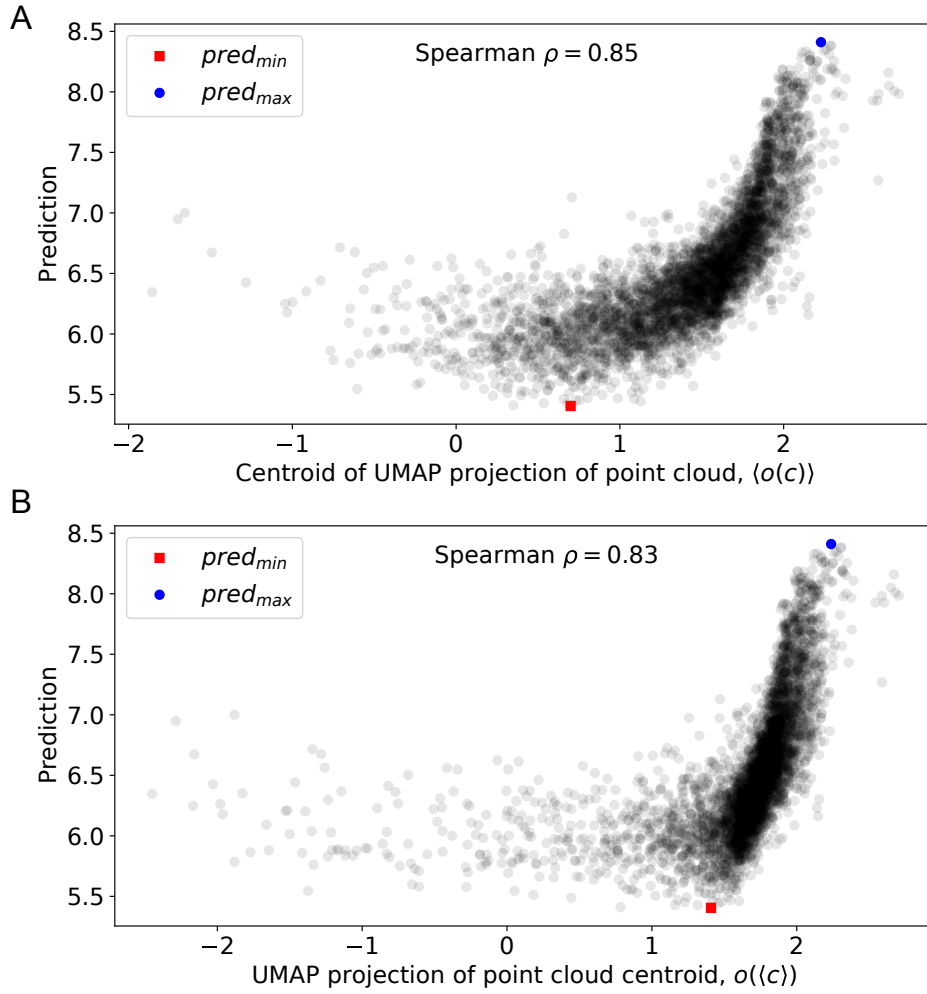 A
8.5
8.0
7.5
7.0
6.5
6.0
5.5
Prediction
pred_min
pred_max
Spearman ρ = 0.85
−2
−1
0
1
2
Centroid of UMAP projection of point cloud, ⟨o(c)⟩
B
8.5
8.0
7.5
7.0
6.5
6.0
5.5
Prediction
pred_min
pred_max
Spearman ρ = 0.83
−2
−1
0
1
2
UMAP projection of point cloud centroid, o(⟨c⟩)